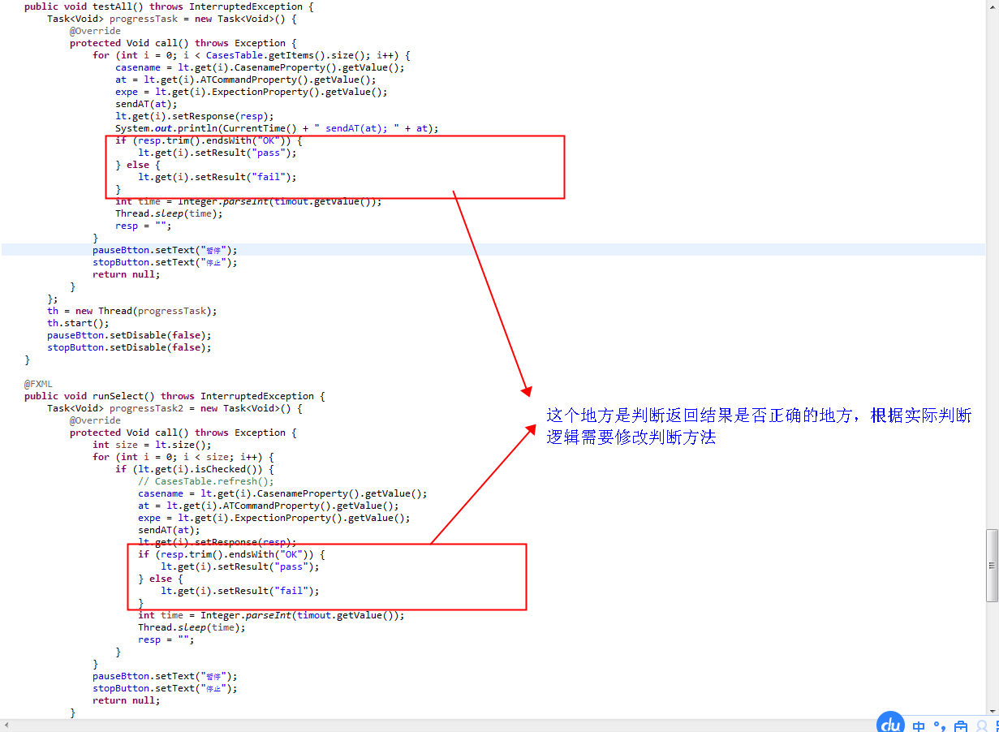 public void testAll() throws InterruptedException {
Task<Void> progressTask = new Task<Void>() {
@Override
protected Void call() throws Exception {
for (int i = 0; i < CasesTable.getItems().size(); i++) {
casename = lt.get(i).CasenameProperty().getValue();
at = lt.get(i).ATCommandProperty().getValue();
expe = lt.get(i).ExpectionProperty().getValue();
sendAT(at);
lt.get(i).setResponse(resp);
System.out.println(CurrentTime() + " sendAT(at); " + at);
if (resp.trim().endsWith("OK")) {
lt.get(i).setResult("pass");
} else {
lt.get(i).setResult("fail");
}
int time = Integer.parseInt(timout.getValue());
Thread.sleep(time);
resp = "";
}
pauseBtton.setText("暂停");
stopButton.setText("停止");
return null;
}
};
th = new Thread(progressTask);
th.start();
pauseBtton.setDisable(false);
stopButton.setDisable(false);
}
@FXML
public void runSelect() throws InterruptedException {
Task<Void> progressTask2 = new Task<Void>() {
@Override
protected Void call() throws Exception {
int size = lt.size();
for (int i = 0; i < size; i++) {
if (lt.get(i).isChecked()) {
// CasesTable.refresh();
casename = lt.get(i).CasenameProperty().getValue();
at = lt.get(i).ATCommandProperty().getValue();
expe = lt.get(i).ExpectionProperty().getValue();
sendAT(at);
lt.get(i).setResponse(resp);
if (resp.trim().endsWith("OK")) {
lt.get(i).setResult("pass");
} else {
lt.get(i).setResult("fail");
}
int time = Integer.parseInt(timout.getValue());
Thread.sleep(time);
resp = "";
}
}
pauseBtton.setText("暂停");
stopButton.setText("停止");
return null;
}
这个地方是判断返回结果是否正确的地方，根据实际判断
逻辑需要修改判断方法
du 中